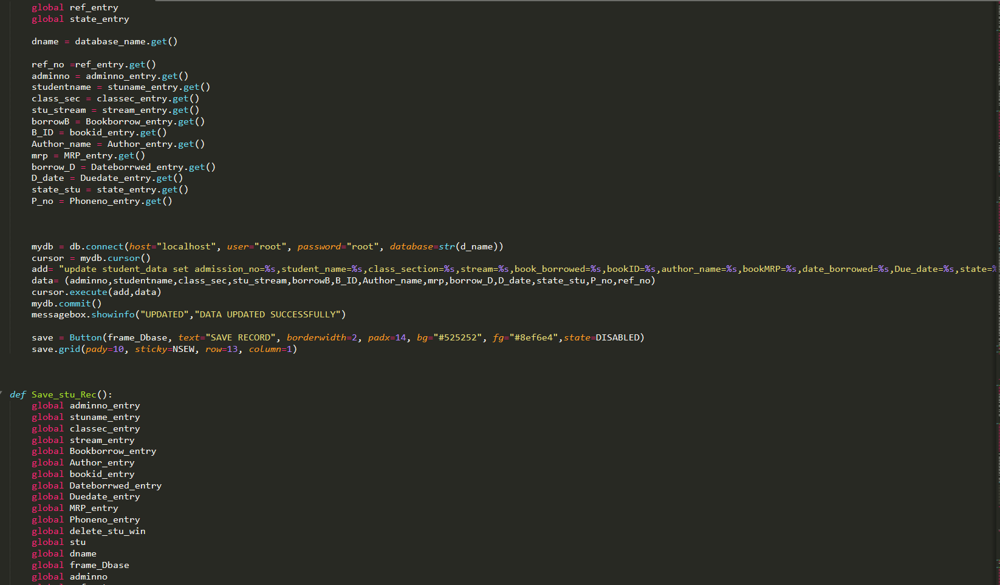 global ref_entry
global state_entry
dname = database_name.get()
ref_no =ref_entry.get()
adminno = adminno_entry.get()
studentname = stuname_entry.get()
class_sec = classec_entry.get()
stu_stream = stream_entry.get()
borrowB = Bookborrow_entry.get()
B_ID = bookid_entry.get()
Author_name = Author_entry.get()
mrp = MRP_entry.get()
borrow_D = Dateborrwed_entry.get()
D_date = Duedate_entry.get()
state_stu = state_entry.get()
P_no = Phoneno_entry.get()
mydb = db.connect(host="localhost", user="root", password="root", database=str(d_name))
cursor = mydb.cursor()
add= "update student_data set admission_no=%s,student_name=%s,class_section=%s,stream=%s,book_borrowed=%s,bookID=%s,author_name=%s,bookMRP=%s,date_borrowed=%s,Due_date=%s,state=%
data= (adminno,studentname,class_sec,stu_stream,borrowB,B_ID,Author_name,mrp,borrow_D,D_date,state_stu,P_no,ref_no)
cursor.execute(add,data)
mydb.commit()
messagebox.showinfo("UPDATED","DATA UPDATED SUCCESSFULLY")
save = Button(frame_Dbase, text="SAVE RECORD", borderwidth=2, padx=14, bg="#525252", fg="#8ef6e4",state=DISABLED)
save.grid(pady=10, sticky=NSEW, row=13, column=1)
def Save_stu_Rec():
global adminno_entry
global stuname_entry
global classec_entry
global stream_entry
global Bookborrow_entry
global Author_entry
global bookid_entry
global Dateborrwed_entry
global Duedate_entry
global MRP_entry
global Phoneno_entry
global delete_stu_win
global stu
global dname
global frame_Dbase
global adminno